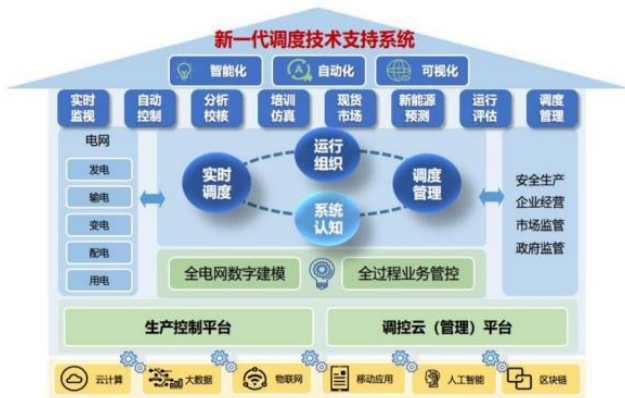 新一代调度技术支持系统
智能化
自动化
可视化
实时
监视
自动
控制
分析
校核
培训
仿真
现货
市场
新能源
预测
运行
评估
调度
管理
电网
发电
输电
变电
配电
用电
运行
组织
实时
调度
调度
管理
系统
认知
安全生产
企业经营
市场监管
政府监管
全电网数字建模
全过程业务管控
生产控制平台
调控云（管理）平台
云计算
大数据
物联网
移动应用
人工智能
区块链